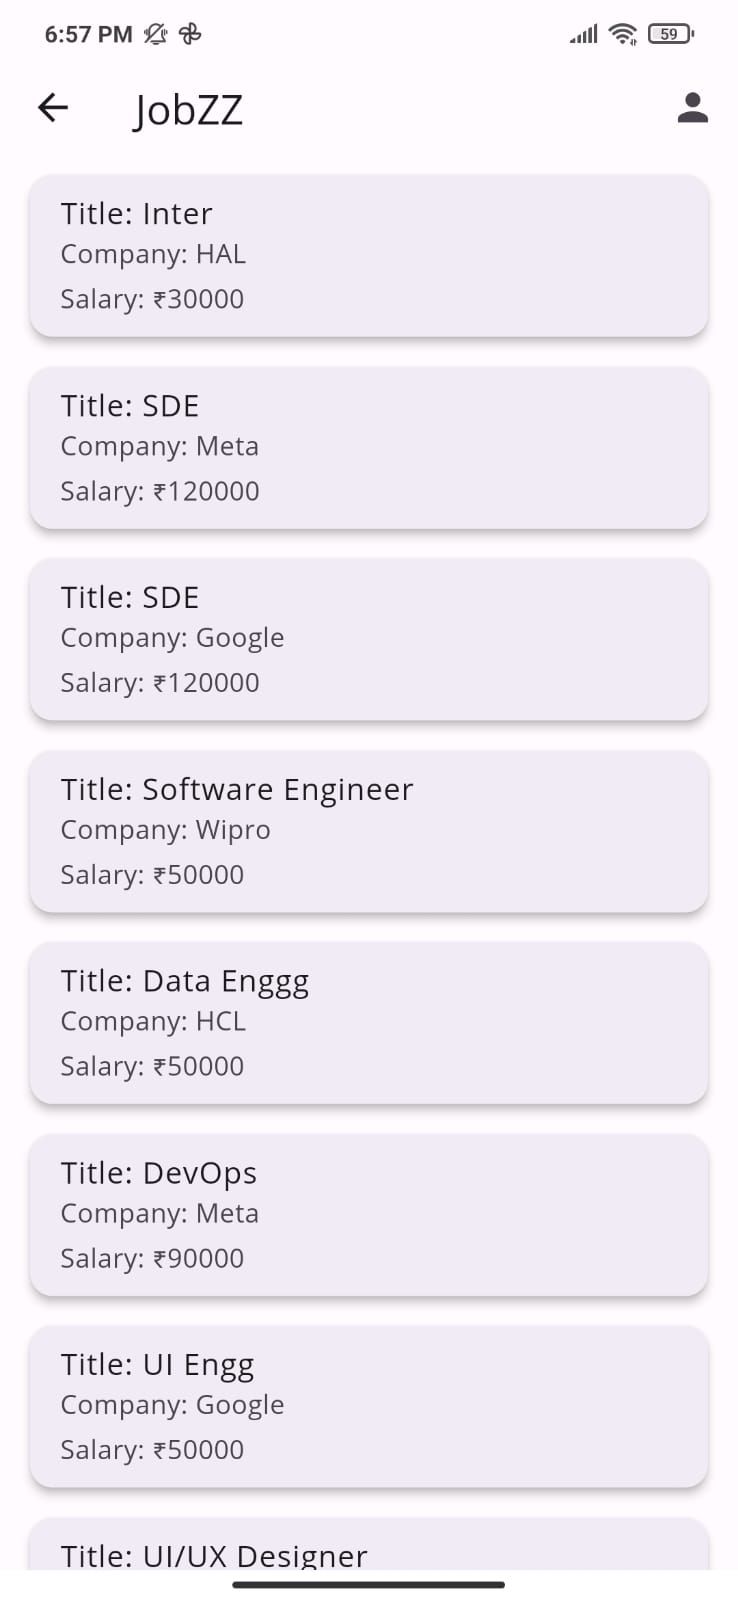 6:57 PM
59
JobZZ
Title: Inter
Company: HAL
Salary: ₹30000
Title: SDE
Company: Meta
Salary: ₹120000
Title: SDE
Company: Google
Salary: ₹120000
Title: Software Engineer
Company: Wipro
Salary: ₹50000
Title: Data Enggg
Company: HCL
Salary: ₹50000
Title: DevOps
Company: Meta
Salary: ₹90000
Title: UI Engg
Company: Google
Salary: ₹50000
Title: UI/UX Designer